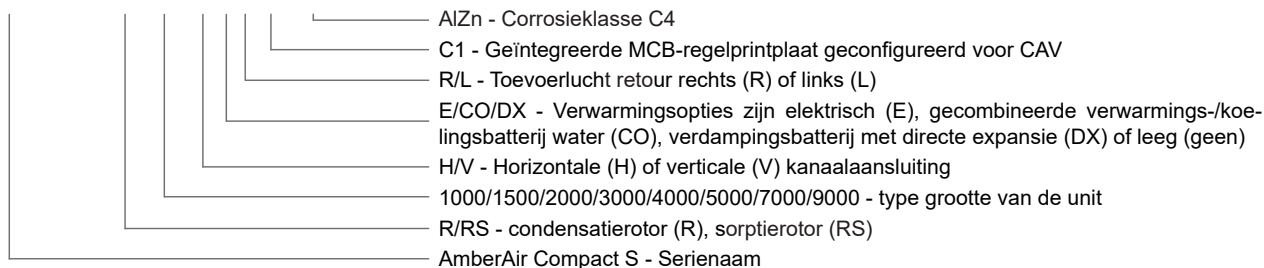 AlZn - Corrosieklasse C4
C1 - Geïntegreerde MCB-regelprintplaat geconfigureerd voor CAV
R/L - Toevoerlucht retour rechts (R) of links (L)
E/CO/DX - Verwarmingsopties zijn elektrisch (E), gecombineerde verwarmings-/koe-
lingsbatterij water (CO), verdampingsbatterij met directe expansie (DX) of leeg (geen)
H/V - Horizontale (H) of verticale (V) kanaalaansluiting
1000/1500/2000/3000/4000/5000/7000/9000 - type grootte van de unit
R/RS - condensatierotor (R), sorptierotor (RS)
AmberAir Compact S - Serienaam